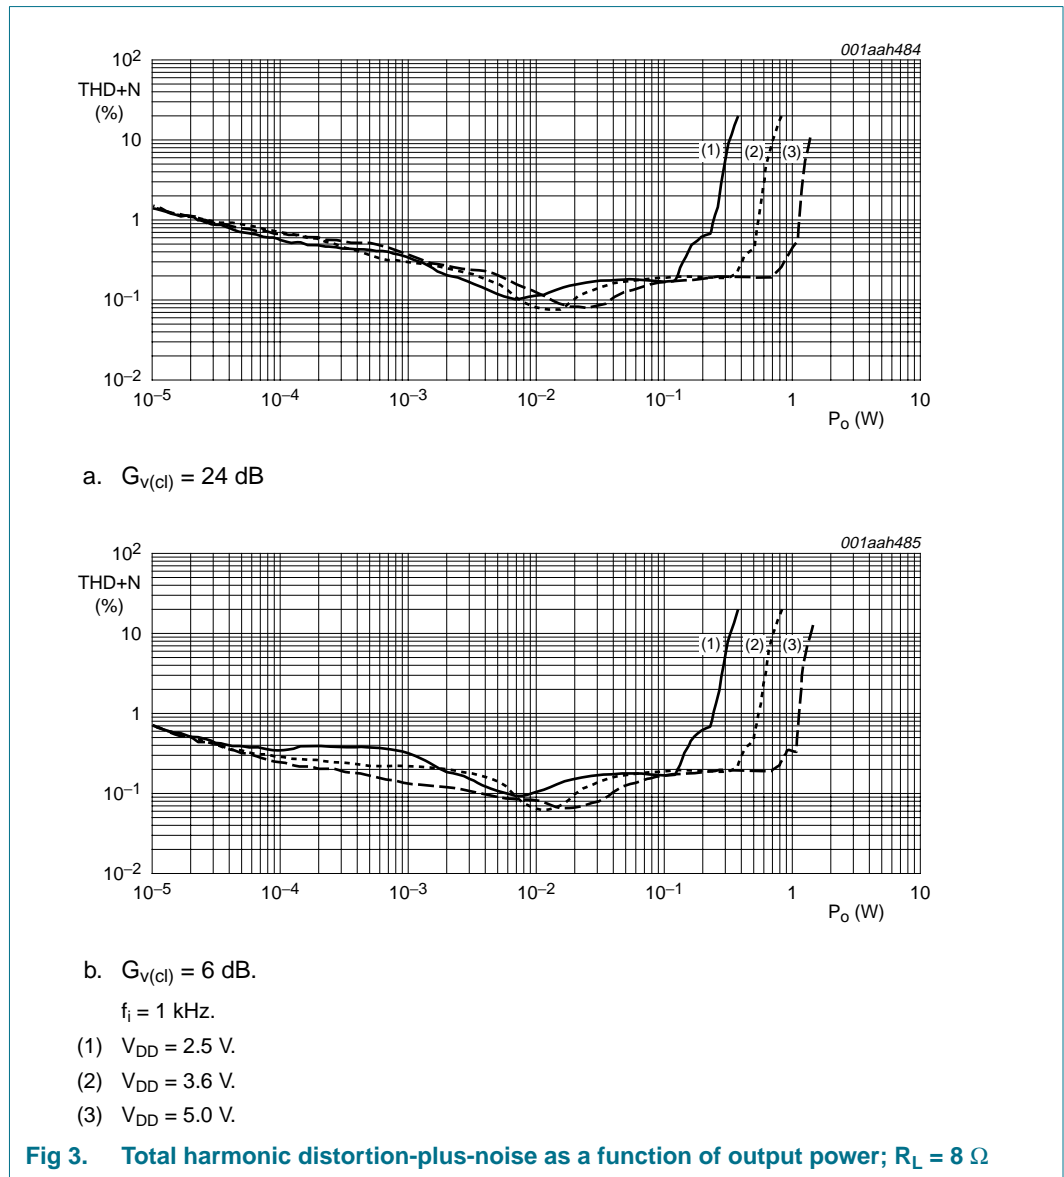 001aah484
10²
THD+N
(%)
10
1
10⁻¹
10⁻²
(1) (2) (3)
10⁻⁵ 10⁻⁴ 10⁻³ 10⁻² 10⁻¹ 1 10
Pₒ (W)
a. G_v(cl) = 24 dB
001aah485
10²
THD+N
(%)
10
1
10⁻¹
10⁻²
(1) (2) (3)
10⁻⁵ 10⁻⁴ 10⁻³ 10⁻² 10⁻¹ 1 10
Pₒ (W)
b. G_v(cl) = 6 dB.
f_i = 1 kHz.
(1) V_DD = 2.5 V.
(2) V_DD = 3.6 V.
(3) V_DD = 5.0 V.
Fig 3. Total harmonic distortion-plus-noise as a function of output power; R_L = 8 Ω